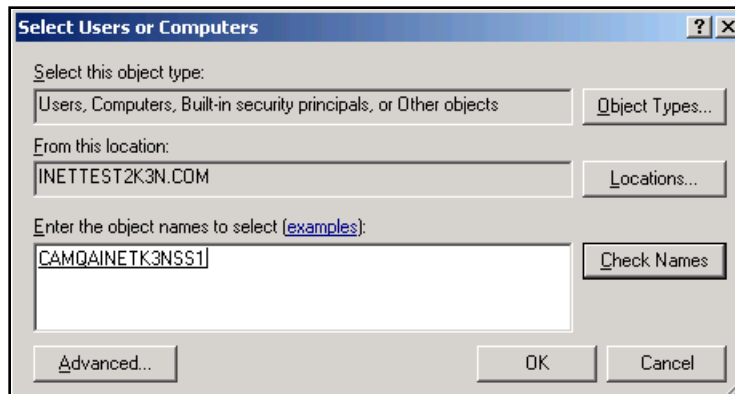 Select Users or Computers
Select this object type:
Users, Computers, Built-in security principals, or Other objects
Object Types...
From this location:
INETTEST2K3N.COM
Locations...
Enter the object names to select (examples):
CAMQAINETK3NSS1
Check Names
Advanced...
OK
Cancel